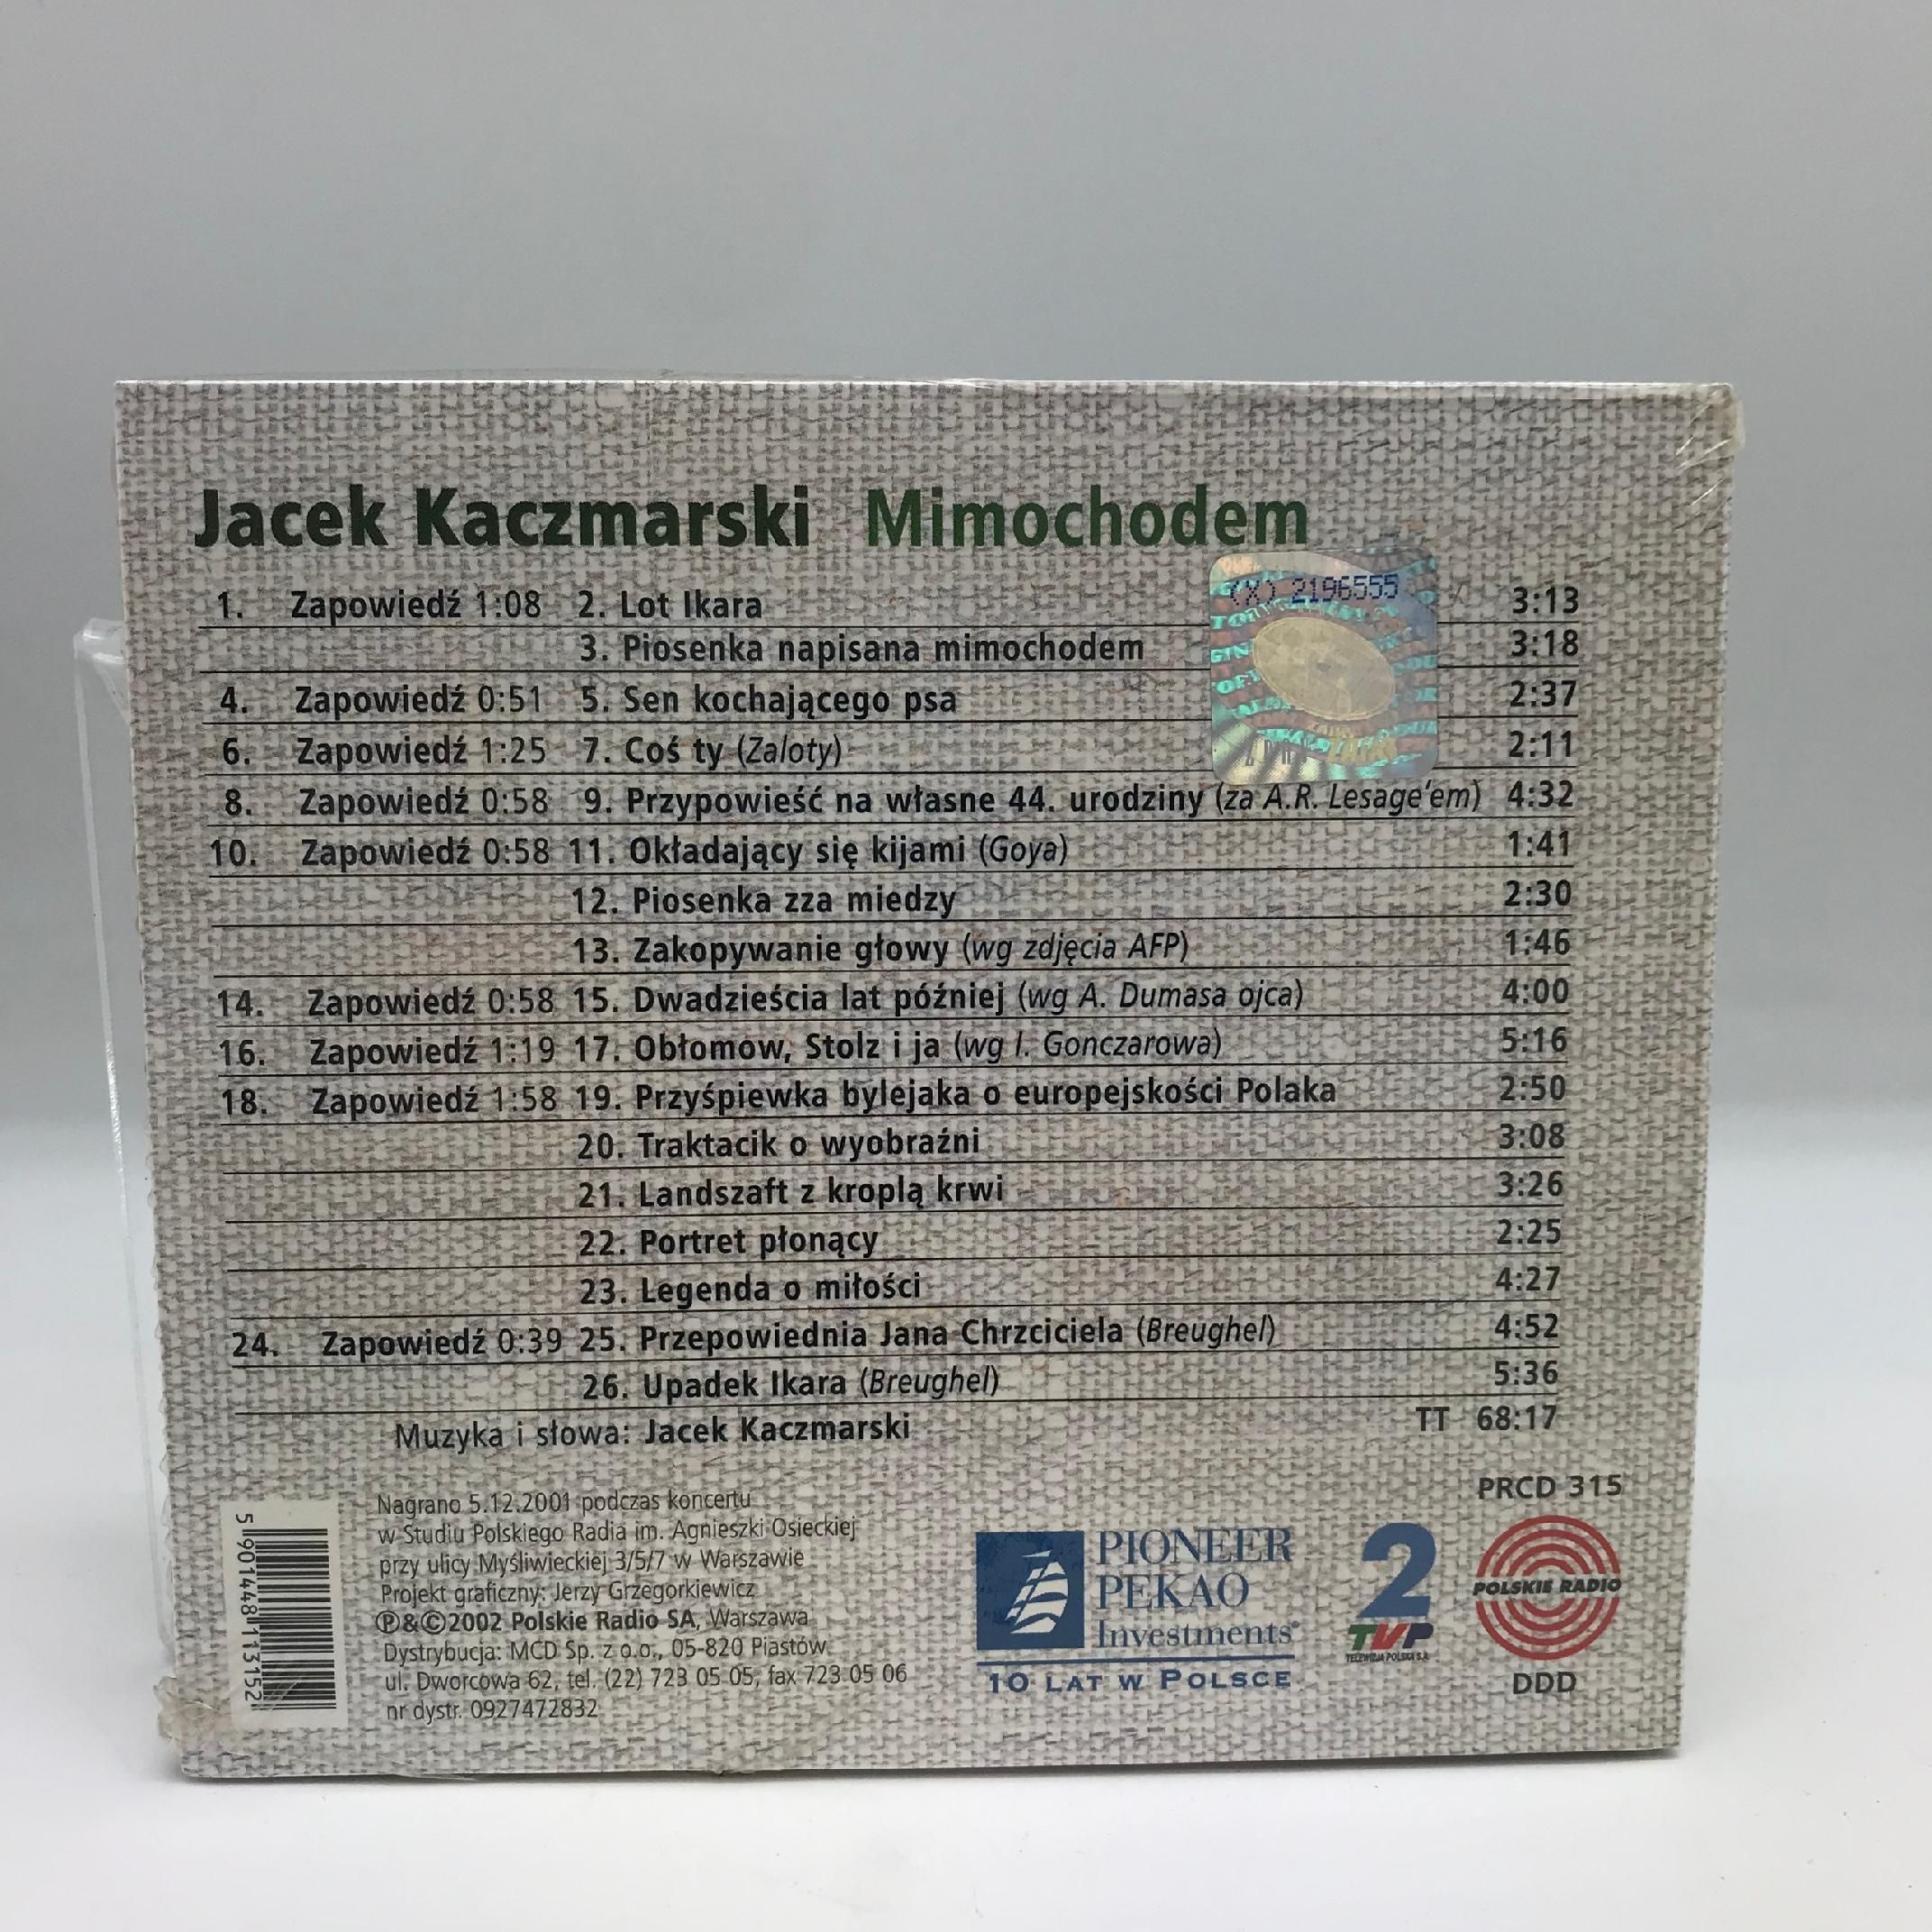 Jacek Kaczmarski Mimochodem
1. Zapowiedź 1:08 2. Lot Ikara 3:13
3. Piosenka napisana mimochodem 3:18
4. Zapowiedź 0:51 5. Sen kochającego psa 2:37
6. Zapowiedź 1:25 7. Coś ty (Zaloty) 2:11
8. Zapowiedź 0:58 9. Przypowieść na własne 44. urodziny (za A.R. Lesage'em) 4:32
10. Zapowiedź 0:58 11. Okładający się kijami (Goya) 1:41
12. Piosenka zza miedzy 2:30
13. Zakopywanie głowy (wg zdjęcia AFP) 1:46
14. Zapowiedź 0:58 15. Dwadzieścia lat później (wg A. Dumasa ojca) 4:00
16. Zapowiedź 1:19 17. Obłomow, Stolz i ja (wg I. Gonczarowa) 5:16
18. Zapowiedź 1:58 19. Przyśpiewka bylejaka o europejskości Polaka 2:50
20. Traktacik o wyobraźni 3:08
21. Landszaft z kroplą krwi 3:26
22. Portret płonący 2:25
23. Legenda o miłości 4:27
24. Zapowiedź 0:39 25. Przepowiednia Jana Chrzciciela (Breughel) 4:52
26. Upadek Ikara (Breughel) 5:36
Muzyka i słowa: Jacek Kaczmarski TT 68:17
(X) 2196555
PRCD 315
Nagrano 5.12.2001 podczas koncertu
w Studiu Polskiego Radia im. Agnieszki Osieckiej
przy ulicy Myśliwieckiej 3/5/7 w Warszawie
Projekt graficzny: Jerzy Grzegorkiewicz
℗&©2002 Polskie Radio SA, Warszawa
Dystrybucja: MCD Sp. z o.o., 05-820 Piastów
ul. Dworcowa 62, tel. (22) 723 05 05, fax 723 05 06
nr dystr. 0927472832
5 901448 113152
PIONEER
PEKAO
Investments
10 LAT W POLSCE
2
TVP
TELEWIZJA POLSKA S.A.
POLSKIE RADIO
DDD